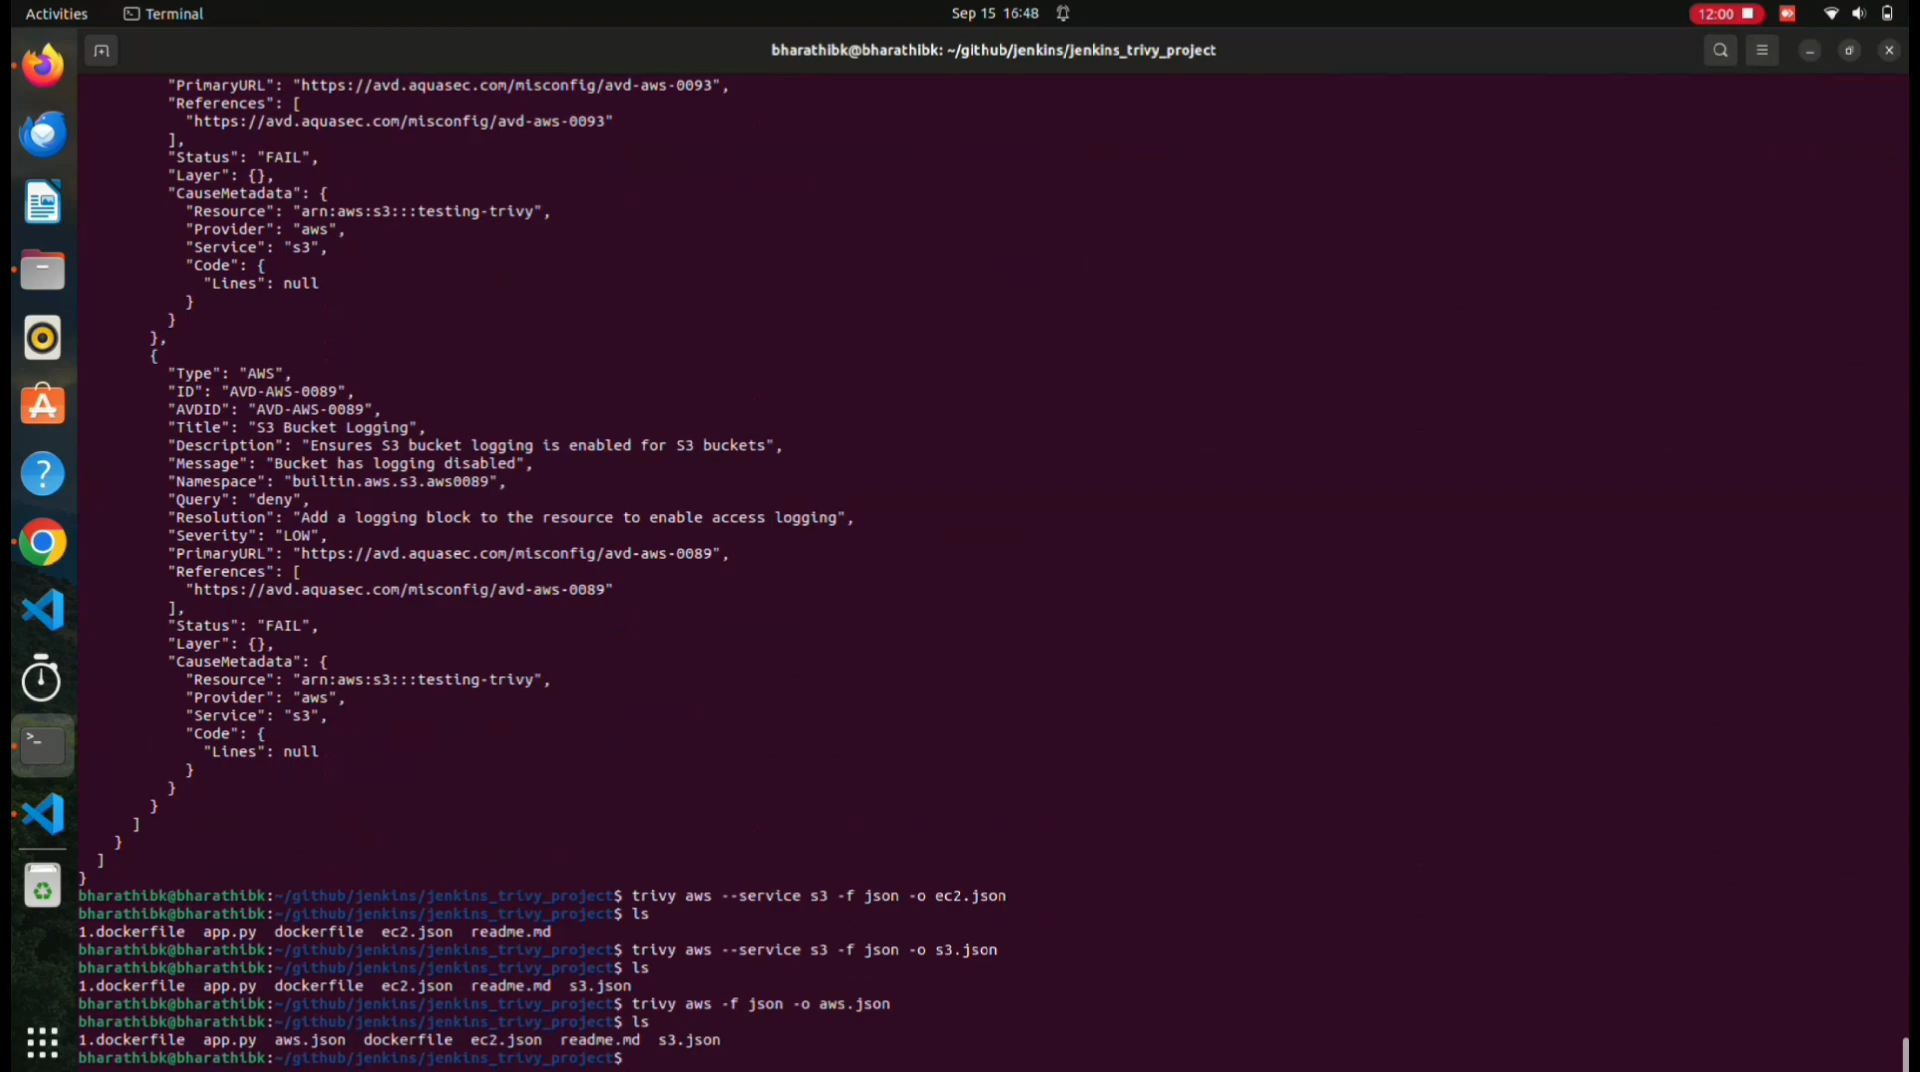 Activities Terminal Sep 15 16:48 12:00
bharathibk@bharathibk: ~/github/jenkins/jenkins_trivy_project
"PrimaryURL": "https://avd.aquasec.com/misconfig/avd-aws-0093",
"References": [
"https://avd.aquasec.com/misconfig/avd-aws-0093"
],
"Status": "FAIL",
"Layer": {},
"CauseMetadata": {
"Resource": "arn:aws:s3:::testing-trivy",
"Provider": "aws",
"Service": "s3",
"Code": {
"Lines": null
}
}
},
{
"Type": "AWS",
"ID": "AVD-AWS-0089",
"AVDID": "AVD-AWS-0089",
"Title": "S3 Bucket Logging",
"Description": "Ensures S3 bucket logging is enabled for S3 buckets",
"Message": "Bucket has logging disabled",
"Namespace": "builtin.aws.s3.aws0089",
"Query": "deny",
"Resolution": "Add a logging block to the resource to enable access logging",
"Severity": "LOW",
"PrimaryURL": "https://avd.aquasec.com/misconfig/avd-aws-0089",
"References": [
"https://avd.aquasec.com/misconfig/avd-aws-0089"
],
"Status": "FAIL",
"Layer": {},
"CauseMetadata": {
"Resource": "arn:aws:s3:::testing-trivy",
"Provider": "aws",
"Service": "s3",
"Code": {
"Lines": null
}
}
}
]
}
]
}
bharathibk@bharathibk:~/github/jenkins/jenkins_trivy_project$ trivy aws --service s3 -f json -o ec2.json
bharathibk@bharathibk:~/github/jenkins/jenkins_trivy_project$ ls
1.dockerfile app.py dockerfile ec2.json readme.md
bharathibk@bharathibk:~/github/jenkins/jenkins_trivy_project$ trivy aws --service s3 -f json -o s3.json
bharathibk@bharathibk:~/github/jenkins/jenkins_trivy_project$ ls
1.dockerfile app.py dockerfile ec2.json readme.md s3.json
bharathibk@bharathibk:~/github/jenkins/jenkins_trivy_project$ trivy aws -f json -o aws.json
bharathibk@bharathibk:~/github/jenkins/jenkins_trivy_project$ ls
1.dockerfile app.py aws.json dockerfile ec2.json readme.md s3.json
bharathibk@bharathibk:~/github/jenkins/jenkins_trivy_project$